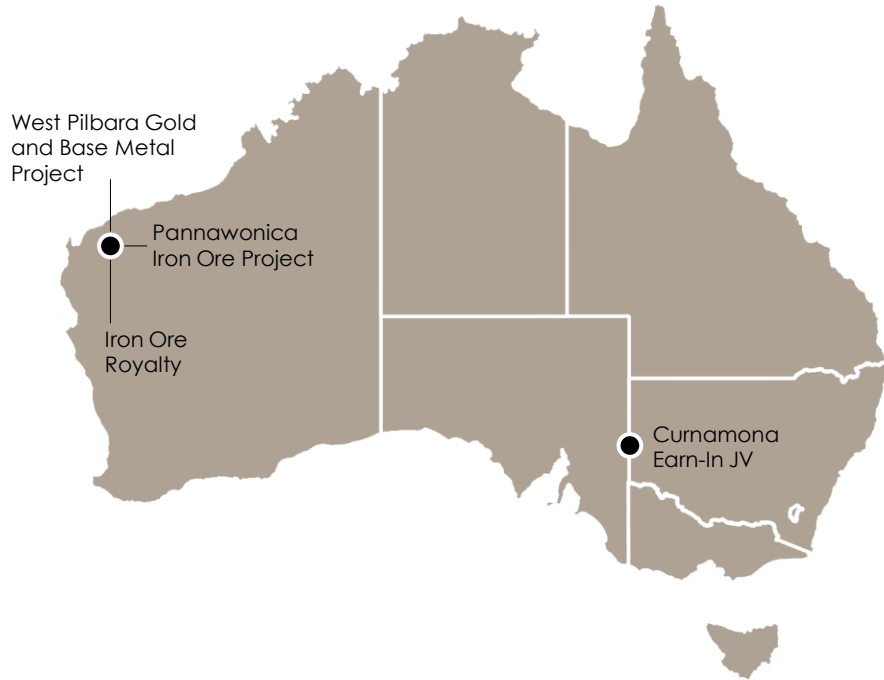 West Pilbara Gold
and Base Metal
Project
Pannawonica
Iron Ore Project
Iron Ore
Royalty
Curnamona
Earn-In JV